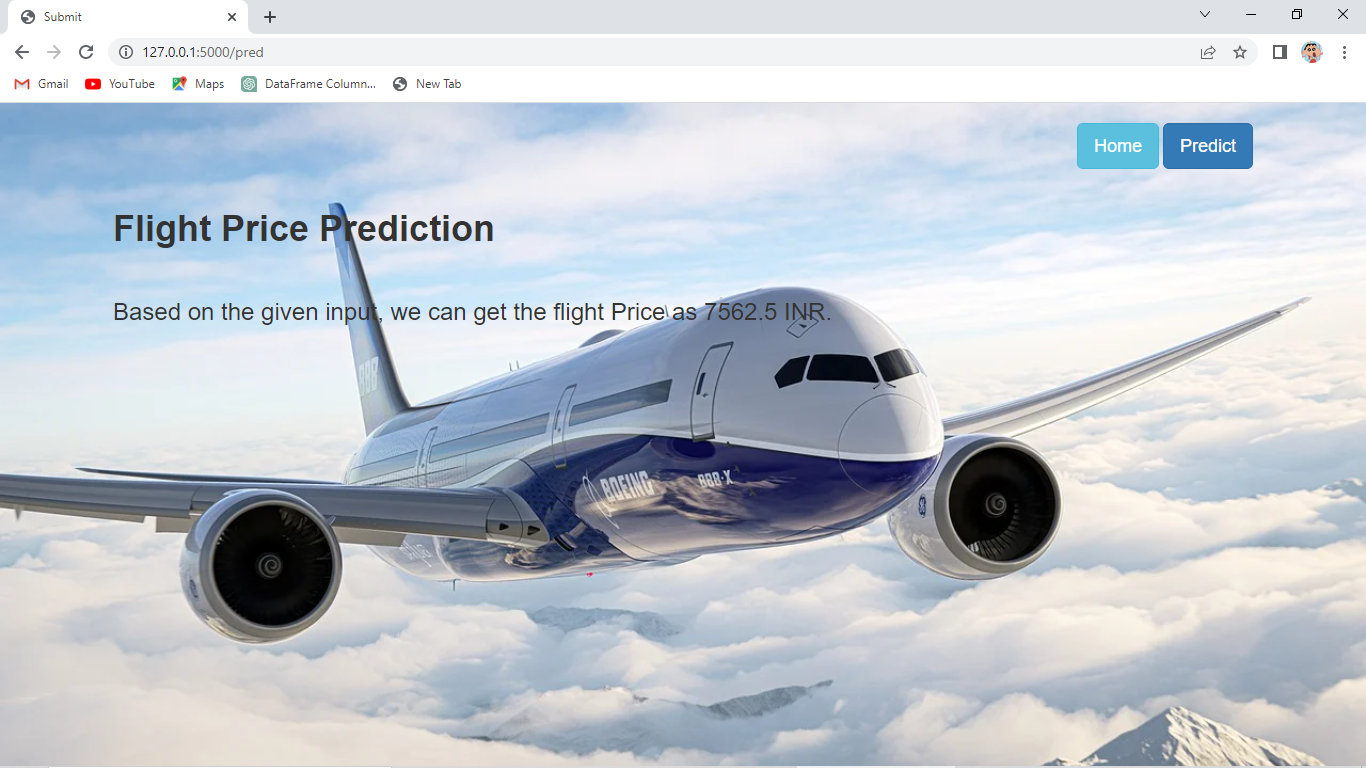 Submit
127.0.0.1:5000/pred
Gmail YouTube Maps DataFrame Column... New Tab
Home Predict
Flight Price Prediction
Based on the given input, we can get the flight Price as 7562.5 INR.
BOEING